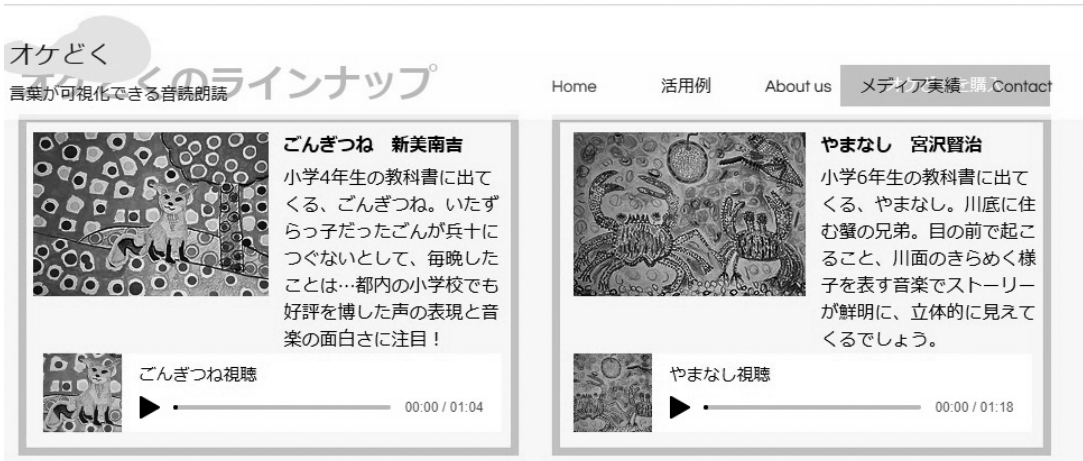 オケどく
オケどくのラインナップ
言葉が可視化できる音読朗読
Home
活用例
About us
メディア実績
オケどくを購入
Contact
ごんぎつね　新美南吉
小学4年生の教科書に出て
くる、ごんぎつね。いたず
らっ子だったごんが兵十に
つぐないとして、毎晩した
ことは…都内の小学校でも
好評を博した声の表現と音
楽の面白さに注目！
ごんぎつね視聴
00:00 / 01:04
やまなし　宮沢賢治
小学6年生の教科書に出て
くる、やまなし。川底に住
む蟹の兄弟。目の前で起こ
ること、川面のきらめく様
子を表す音楽でストーリー
が鮮明に、立体的に見えて
くるでしょう。
やまなし視聴
00:00 / 01:18